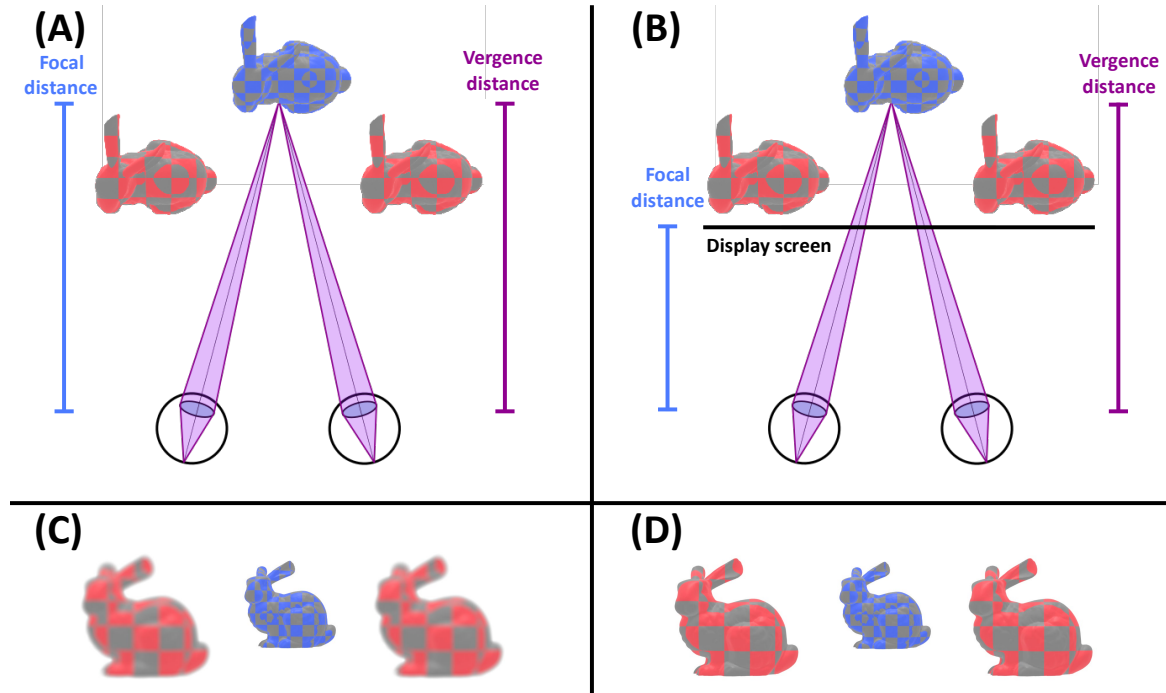 (A)
Focal
distance
Vergence
distance
(B)
Vergence
distance
Focal
distance
Display screen
(C)
(D)